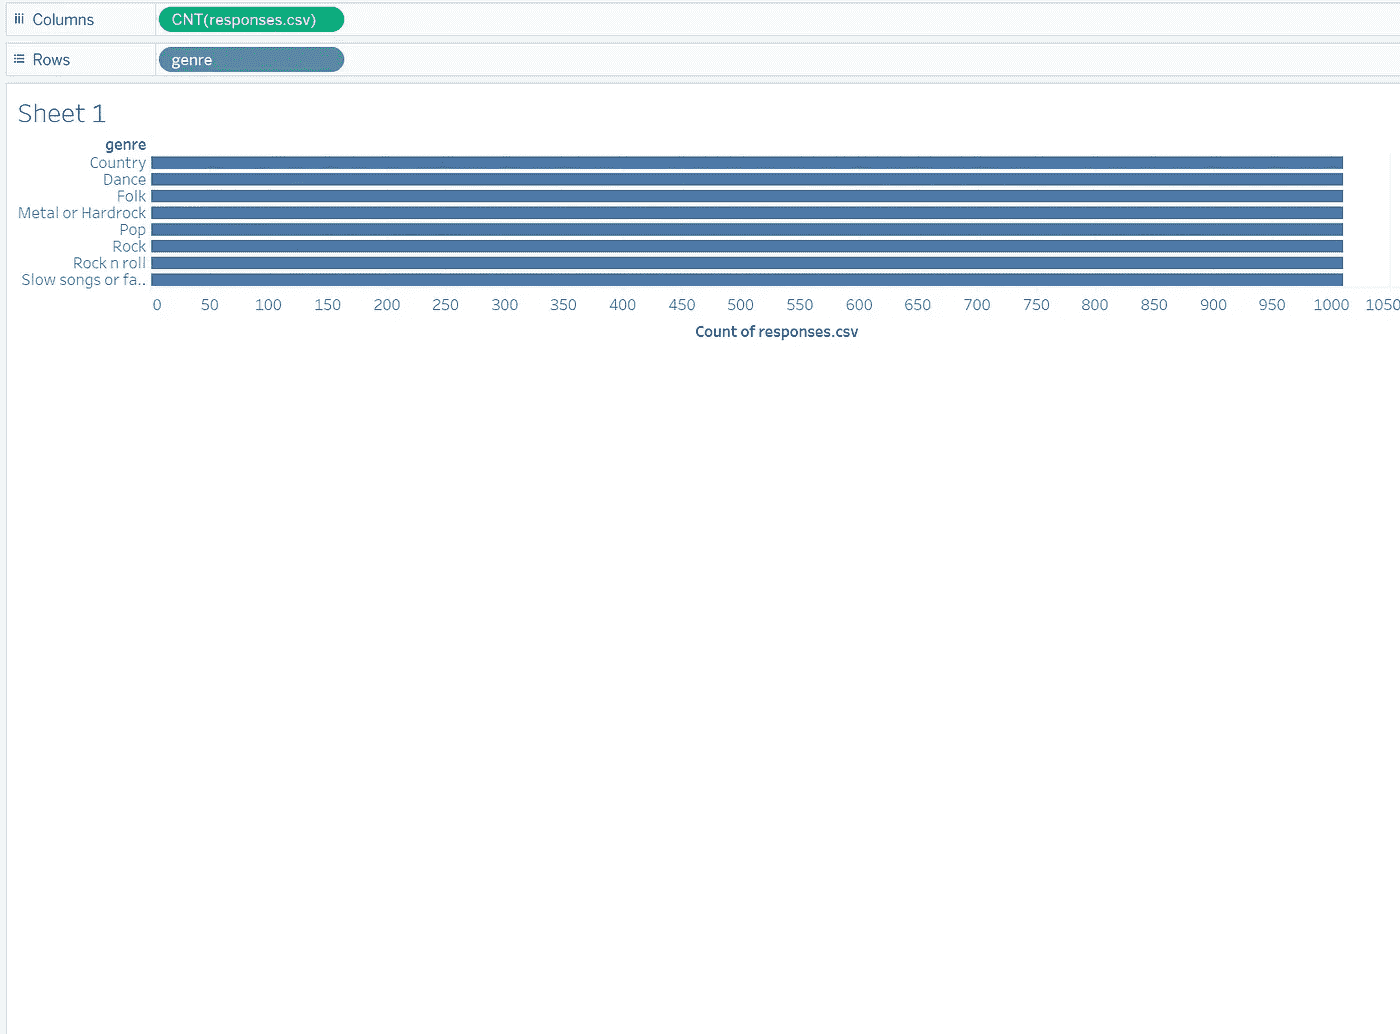 Columns CNT(responses.csv)
Rows genre
Sheet 1
genre
Country
Dance
Folk
Metal or Hardrock
Pop
Rock
Rock n roll
Slow songs or fa..
0 50 100 150 200 250 300 350 400 450 500 550 600 650 700 750 800 850 900 950 1000 1050
Count of responses.csv